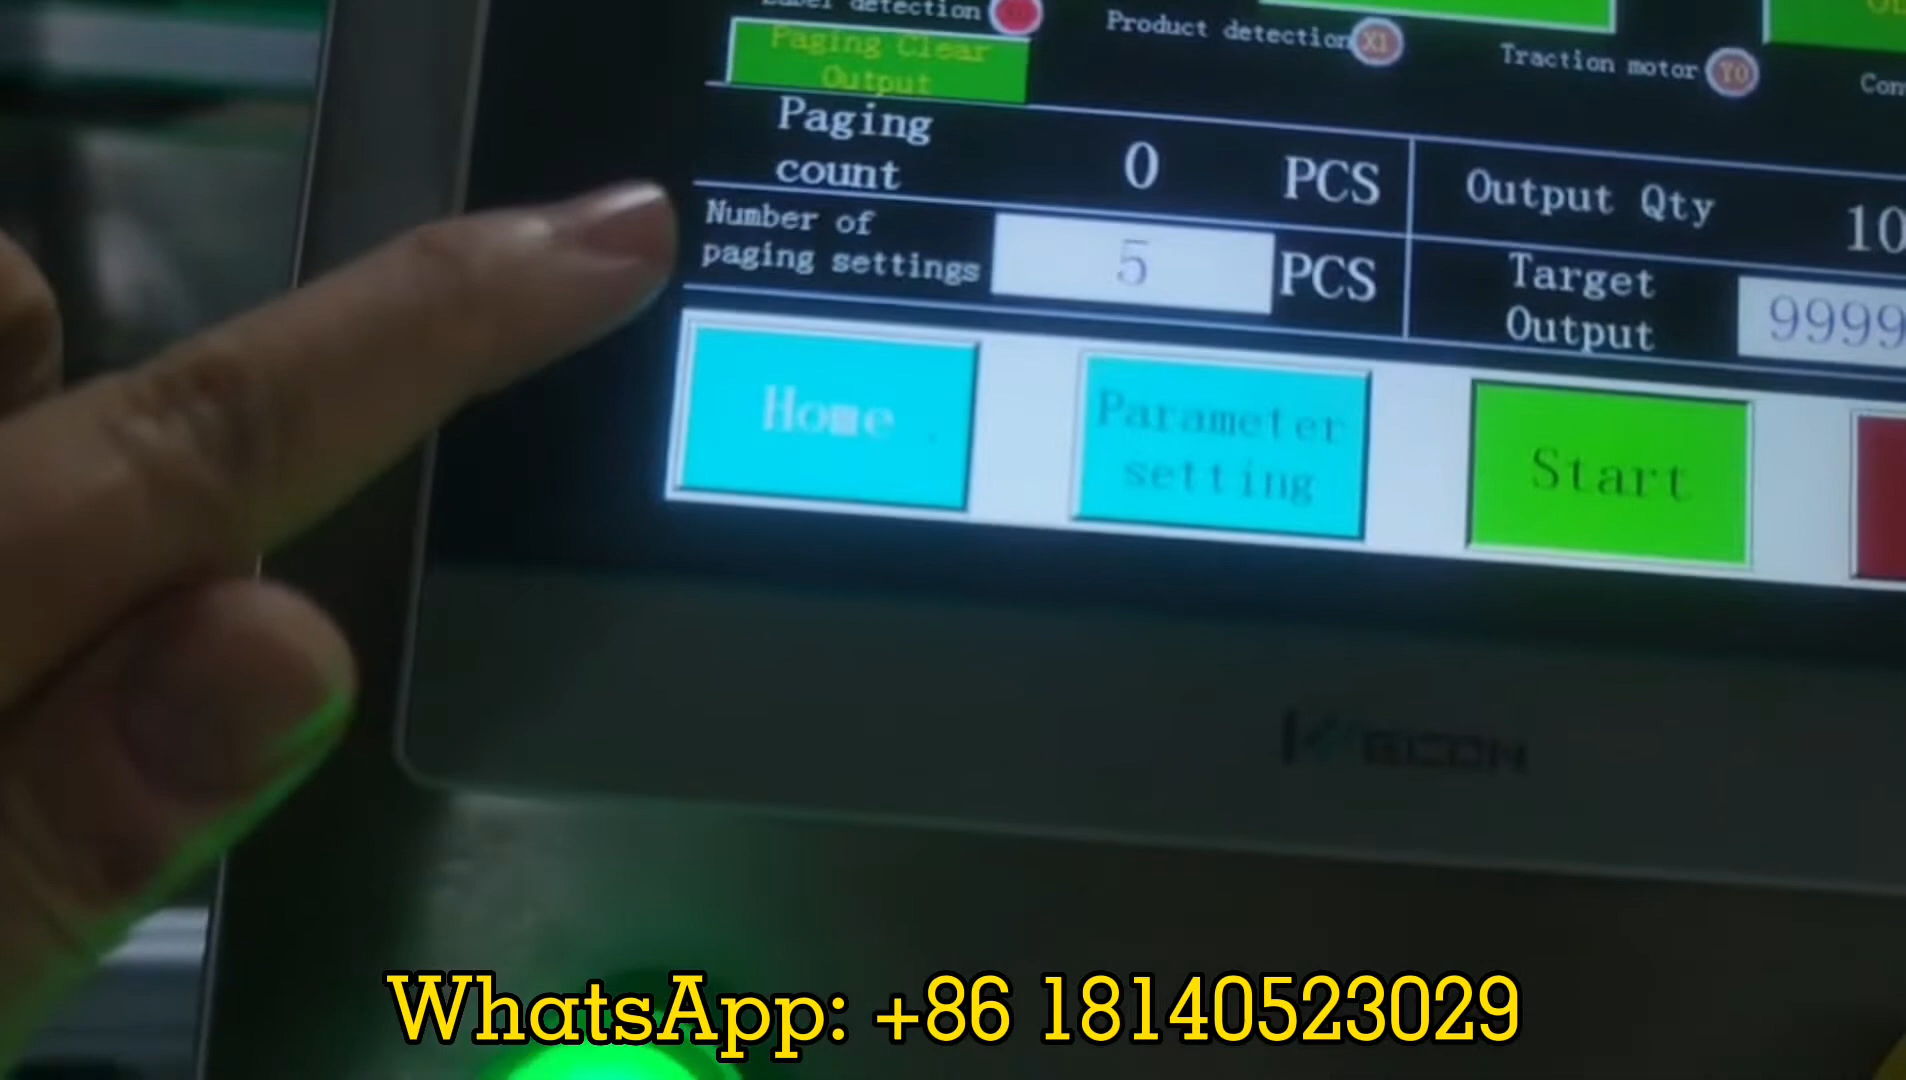 Label detection
Product detection X1
Traction motor Y0
Paging Clear
Output
Paging
count
0 PCS
Output Qty
10
Number of
paging settings
5 PCS
Target
Output
9999
Home
Parameter
setting
Start
WhatsApp: +86 18140523029